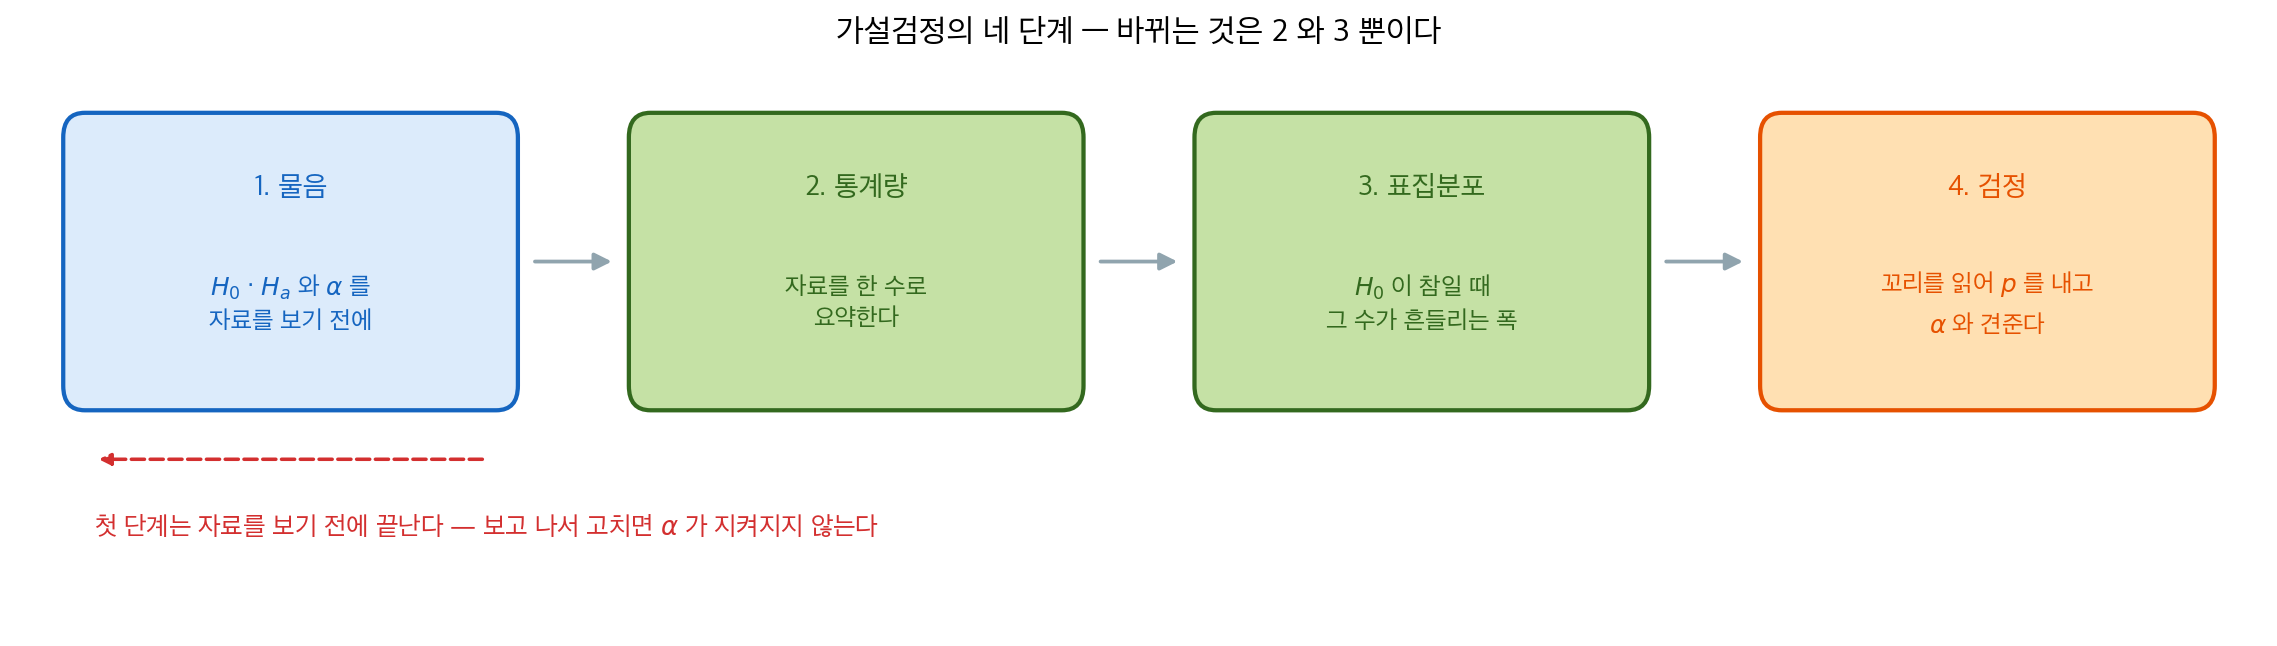 가설검정의 네 단계 — 바뀌는 것은 2 와 3 뿐이다
1. 물음
H₀ · Hₐ 와 α 를
자료를 보기 전에
2. 통계량
자료를 한 수로
요약한다
3. 표집분포
H₀ 이 참일 때
그 수가 흔들리는 폭
4. 검정
꼬리를 읽어 p 를 내고
α 와 견준다
첫 단계는 자료를 보기 전에 끝난다 — 보고 나서 고치면 α 가 지켜지지 않는다